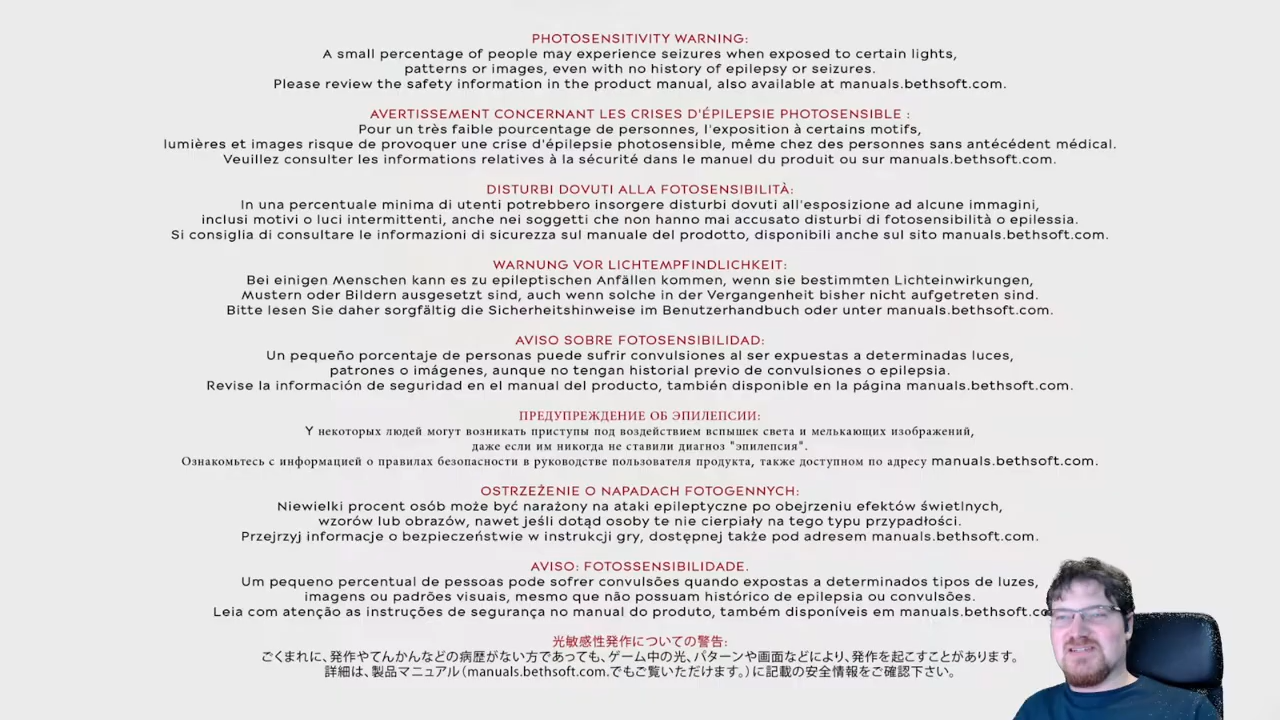 PHOTOSENSITIVITY WARNING:
A small percentage of people may experience seizures when exposed to certain lights,
patterns or images, even with no history of epilepsy or seizures.
Please review the safety information in the product manual, also available at manuals.bethsoft.com.
AVERTISSEMENT CONCERNANT LES CRISES D'ÉPILEPSIE PHOTOSENSIBLE :
Pour un très faible pourcentage de personnes, l'exposition à certains motifs,
lumières et images risque de provoquer une crise d'épilepsie photosensible, même chez des personnes sans antécédent médical.
Veuillez consulter les informations relatives à la sécurité dans le manuel du produit ou sur manuals.bethsoft.com.
DISTURBI DOVUTI ALLA FOTOSENSIBILITÀ:
In una percentuale minima di utenti potrebbero insorgere disturbi dovuti all'esposizione ad alcune immagini,
inclusi motivi o luci intermittenti, anche nei soggetti che non hanno mai accusato disturbi di fotosensibilità o epilessia.
Si consiglia di consultare le informazioni di sicurezza sul manuale del prodotto, disponibili anche sul sito manuals.bethsoft.com.
WARNUNG VOR LICHTEMPFINDLICHKEIT:
Bei einigen Menschen kann es zu epileptischen Anfällen kommen, wenn sie bestimmten Lichteinwirkungen,
Mustern oder Bildern ausgesetzt sind, auch wenn solche in der Vergangenheit bisher nicht aufgetreten sind.
Bitte lesen Sie daher sorgfältig die Sicherheitshinweise im Benutzerhandbuch oder unter manuals.bethsoft.com.
AVISO SOBRE FOTOSENSIBILIDAD:
Un pequeño porcentaje de personas puede sufrir convulsiones al ser expuestas a determinadas luces,
patrones o imágenes, aunque no tengan historial previo de convulsiones o epilepsia.
Revise la información de seguridad en el manual del producto, también disponible en la página manuals.bethsoft.com.
ПРЕДУПРЕЖДЕНИЕ ОБ ЭПИЛЕПСИИ:
У некоторых людей могут возникать приступы под воздействием вспышек света и мелькающих изображений,
даже если им никогда не ставили диагноз "эпилепсия".
Ознакомьтесь с информацией о правилах безопасности в руководстве пользователя продукта, также доступном по адресу manuals.bethsoft.com.
OSTRZEŻENIE O NAPADACH FOTOGENNYCH:
Niewielki procent osób może być narażony na ataki epileptyczne po obejrzeniu efektów świetlnych,
wzorów lub obrazów, nawet jeśli dotąd osoby te nie cierpiały na tego typu przypadłości.
Przejrzyj informacje o bezpieczeństwie w instrukcji gry, dostępnej także pod adresem manuals.bethsoft.com.
AVISO: FOTOSSENSIBILIDADE.
Um pequeno percentual de pessoas pode sofrer convulsões quando expostas a determinados tipos de luzes,
imagens ou padrões visuais, mesmo que não possuam histórico de epilepsia ou convulsões.
Leia com atenção as instruções de segurança no manual do produto, também disponíveis em manuals.bethsoft.co
光敏感性発作についての警告:
ごくまれに、発作やてんかんなどの病歴がない方であっても、ゲーム中の光、パターンや画面などにより、発作を起こすことがあります。
詳細は、製品マニュアル（manuals.bethsoft.com.でもご覧いただけます。）に記載の安全情報をご確認下さい。